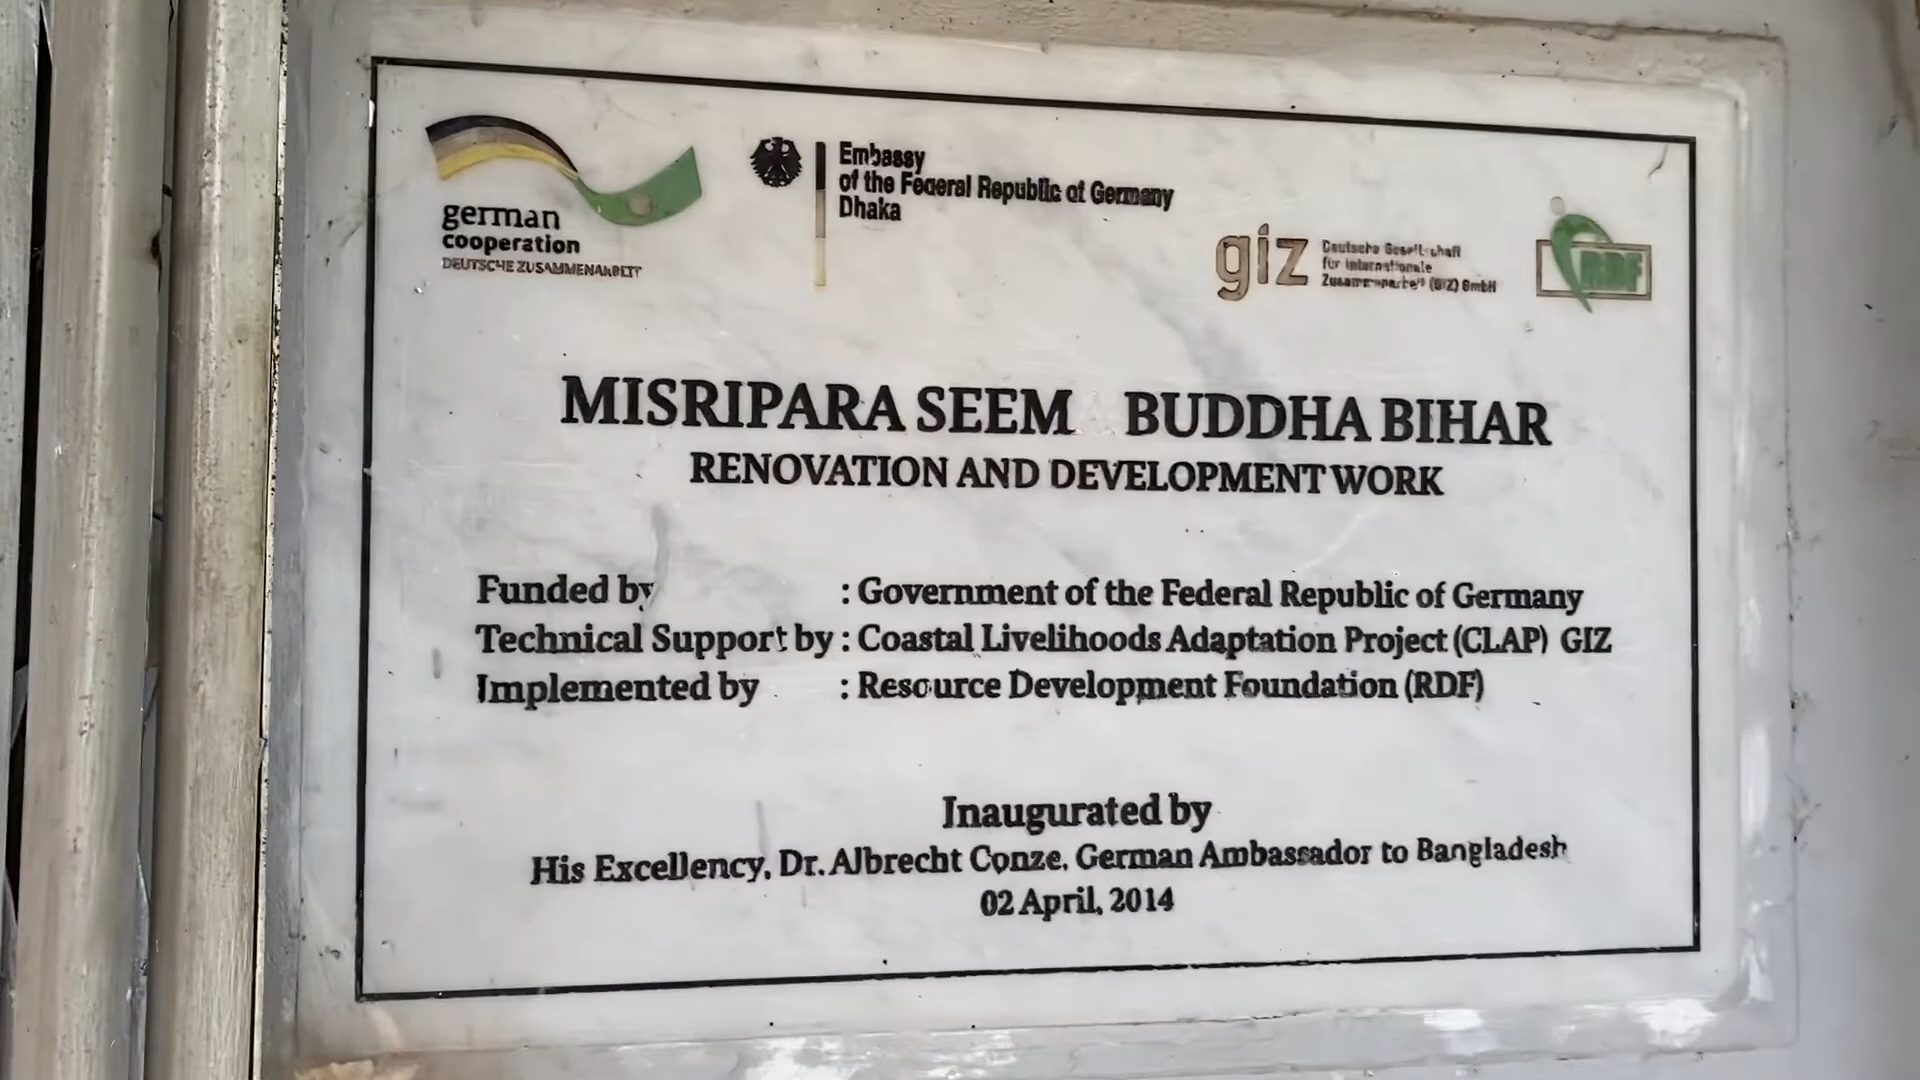 german
cooperation
DEUTSCHE ZUSAMMENARBEIT
Embassy
of the Federal Republic of Germany
Dhaka
giz
Deutsche Gesellschaft
für Internationale
Zusammenarbeit (GIZ) GmbH
RDF
MISRIPARA SEEM BUDDHA BIHAR
RENOVATION AND DEVELOPMENT WORK
Funded by : Government of the Federal Republic of Germany
Technical Support by : Coastal Livelihoods Adaptation Project (CLAP) GIZ
Implemented by : Resource Development Foundation (RDF)
Inaugurated by
His Excellency, Dr. Albrecht Conze, German Ambassador to Bangladesh
02 April, 2014